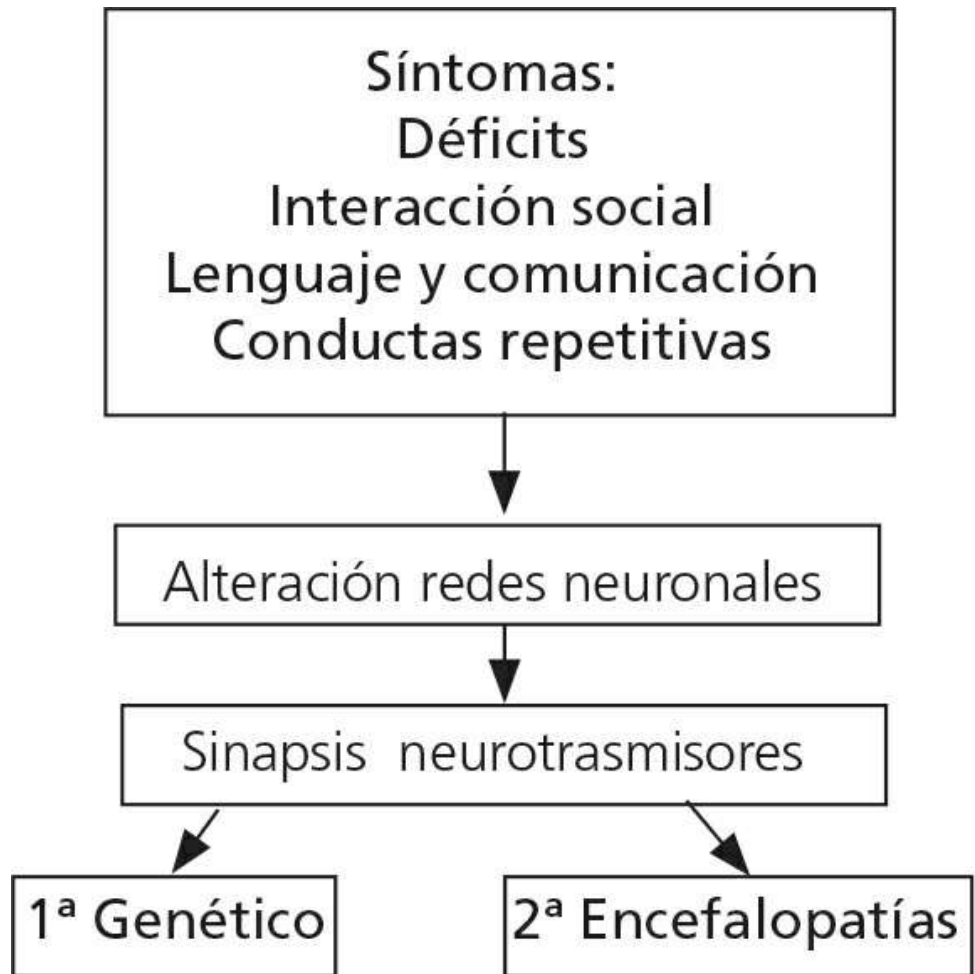 Síntomas:
Déficits
Interacción social
Lenguaje y comunicación
Conductas repetitivas
Alteración redes neuronales
Sinapsis neurotrasmisores
1ª Genético
2ª Encefalopatías